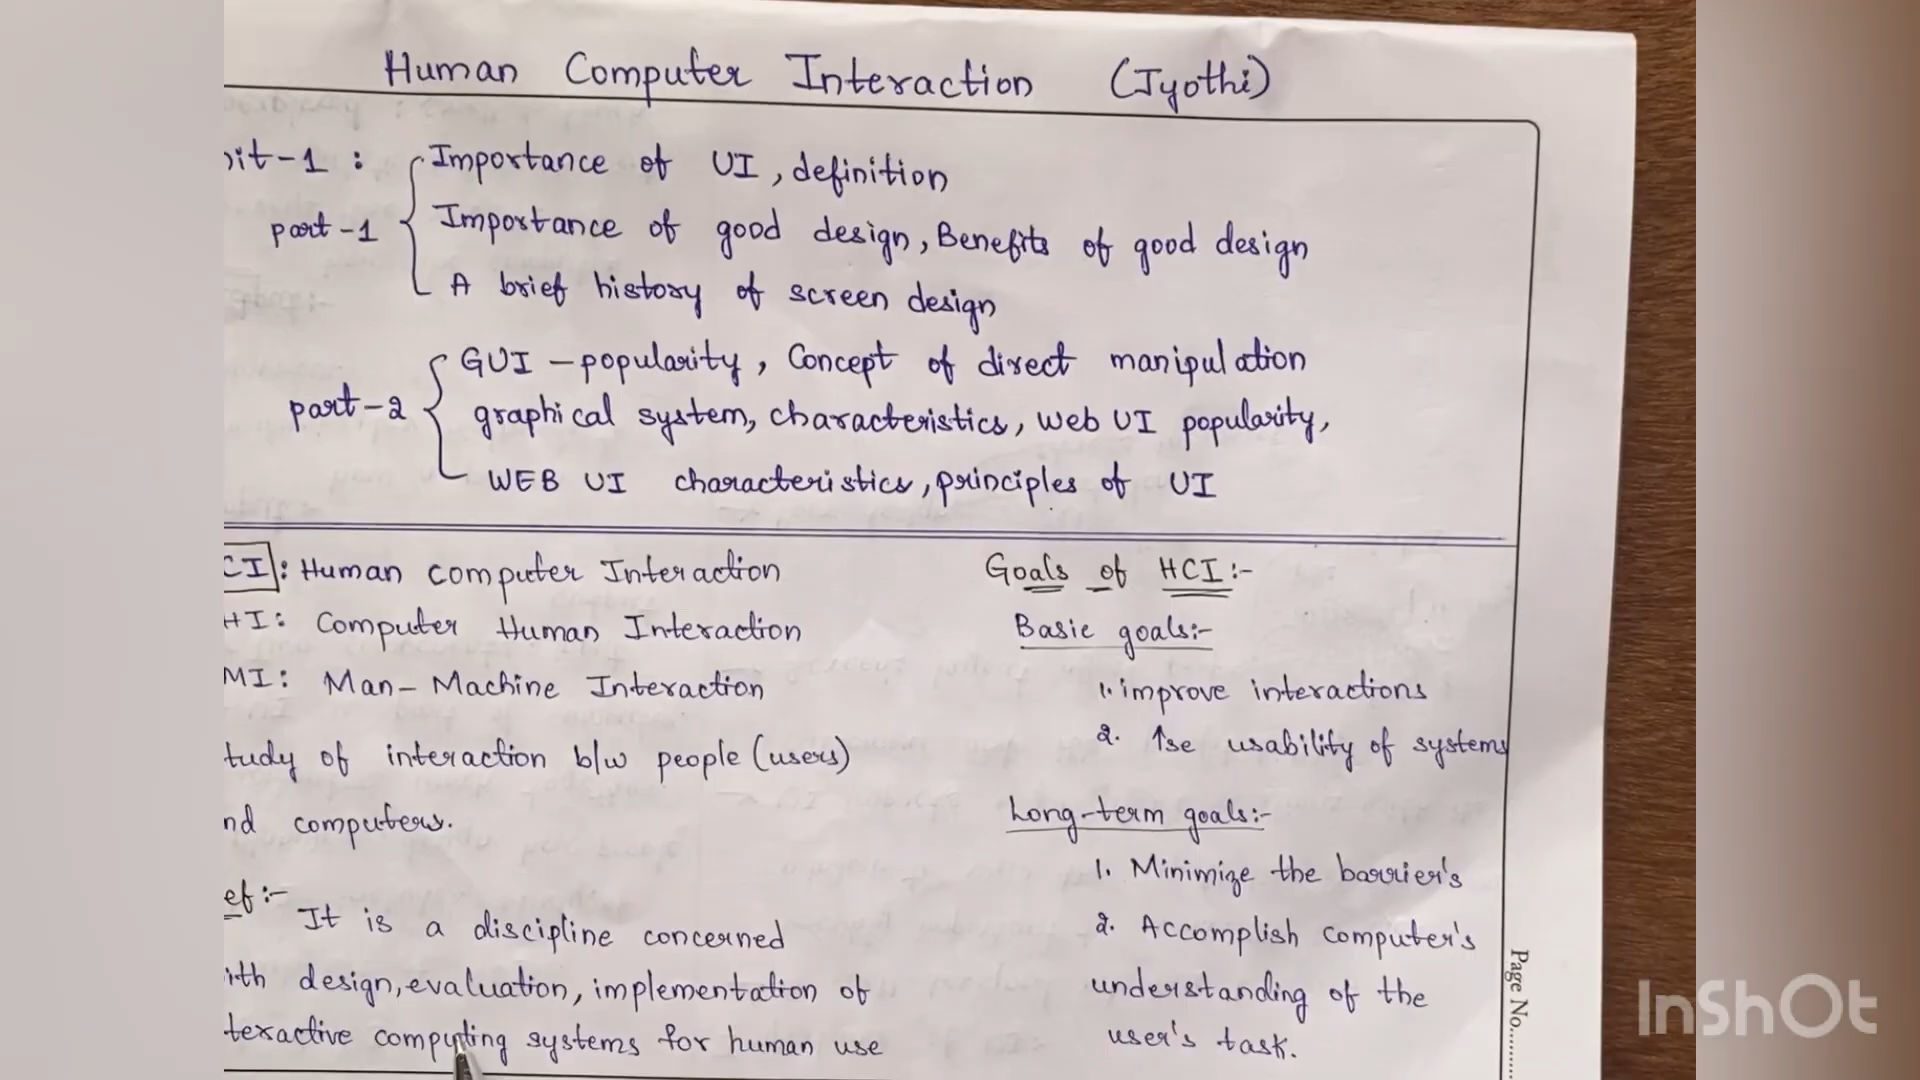 Human Computer Interaction (Jyothi)
nit-1 : Importance of UI, definition
part-1 Importance of good design, Benefits of good design
A brief history of screen design
GUI - popularity, Concept of direct manipulation
part-2 graphical system, characteristics, web UI popularity,
WEB UI characteristics, principles of UI
CI : Human computer Interaction
HI : Computer Human Interaction
MI : Man-Machine Interaction
tudy of interaction b/w people (users)
nd computers.
ef :- It is a discipline concerned
ith design, evaluation, implementation of
teractive computing systems for human use
Goals of HCI :-
Basic goals:-
1. improve interactions
2. ↑se usability of systems
Long-term goals:-
1. Minimize the barrier's
2. Accomplish computer's
understanding of the
user's task.
Page No.........
InShOt